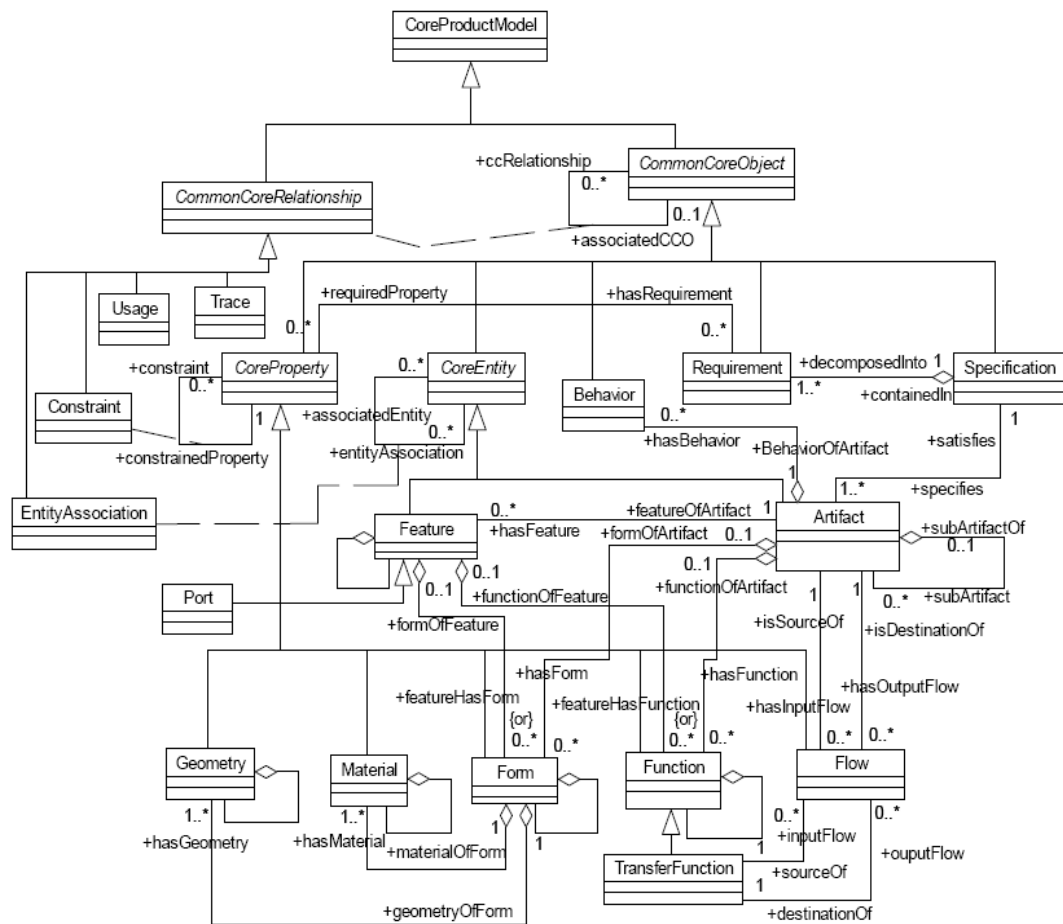 CoreProductModel
+ccRelationship
CommonCoreObject
0..*
CommonCoreRelationship
0..1
+associatedCCO
+requiredProperty
+hasRequirement
Usage
Trace
0..*
0..*
+constraint
0..*
CoreProperty
0..*
CoreEntity
Behavior
Requirement
+decomposedInto
1
Specification
1..*
+containedIn
Constraint
1
+associatedEntity
0..*
0..*
+constrainedProperty
+entityAssociation
+hasBehavior
+BehaviorOfArtifact
1
+satisfies
1
1..*
+specifies
EntityAssociation
Feature
0..*
+hasFeature
+featureOfArtifact
1
Artifact
+formOfArtifact
0..1
+subArtifactOf
0..1
0..1
0..1
0..1
+functionOfArtifact
1
1
0..*
+subArtifact
Port
+functionOfFeature
+formOfFeature
+isSourceOf
+isDestinationOf
+hasForm
+hasFunction
+featureHasForm
+featureHasFunction
+hasInputFlow
+hasOutputFlow
{or}
{or}
0..*
0..*
0..*
0..*
0..*
0..*
Geometry
Material
Form
Function
Flow
1..*
1..*
1
1
1
0..*
0..*
+hasGeometry
+hasMaterial
+materialOfForm
+inputFlow
+ouputFlow
TransferFunction
1
1
+sourceOf
+geometryOfForm
+destinationOf